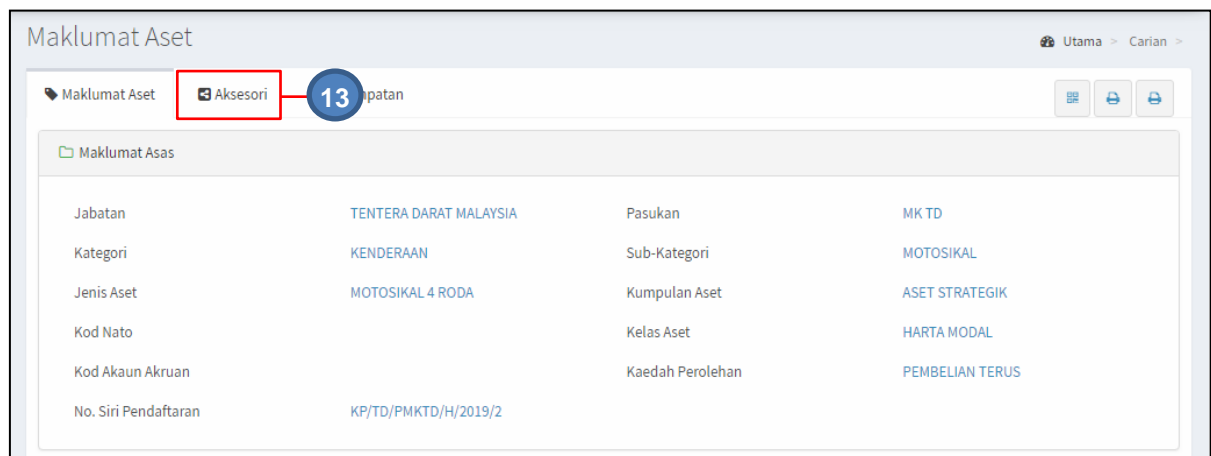 Maklumat Aset
Utama > Carian >
Maklumat Aset Aksesori 13 patan
Maklumat Asas
Jabatan TENTERA DARAT MALAYSIA Pasukan MK TD
Kategori KENDERAAN Sub-Kategori MOTOSIKAL
Jenis Aset MOTOSIKAL 4 RODA Kumpulan Aset ASET STRATEGIK
Kod Nato Kelas Aset HARTA MODAL
Kod Akaun Akruan Kaedah Perolehan PEMBELIAN TERUS
No. Siri Pendaftaran KP/TD/PMKTD/H/2019/2